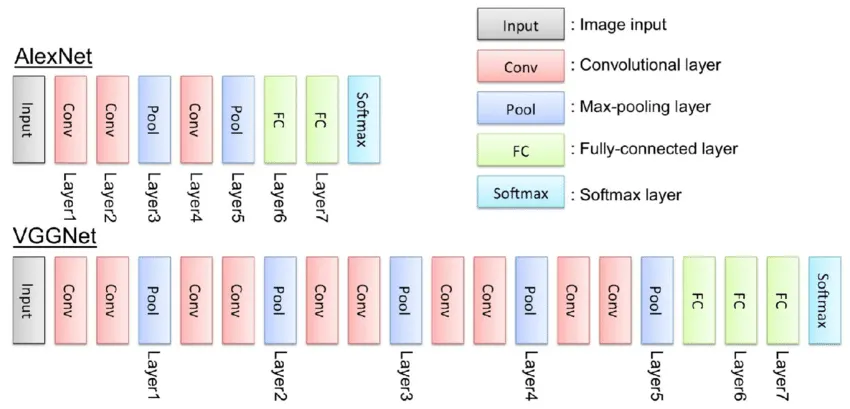 AlexNet
Input Conv Conv Pool Conv Pool FC FC Softmax
Layer1 Layer2 Layer3 Layer4 Layer5 Layer6 Layer7
Input : Image input
Conv : Convolutional layer
Pool : Max-pooling layer
FC : Fully-connected layer
Softmax : Softmax layer
VGGNet
Input Conv Conv Pool Conv Conv Pool Conv Conv Pool Conv Conv Pool Conv Conv Pool FC FC FC Softmax
Layer1 Layer2 Layer3 Layer4 Layer5 Layer6 Layer7